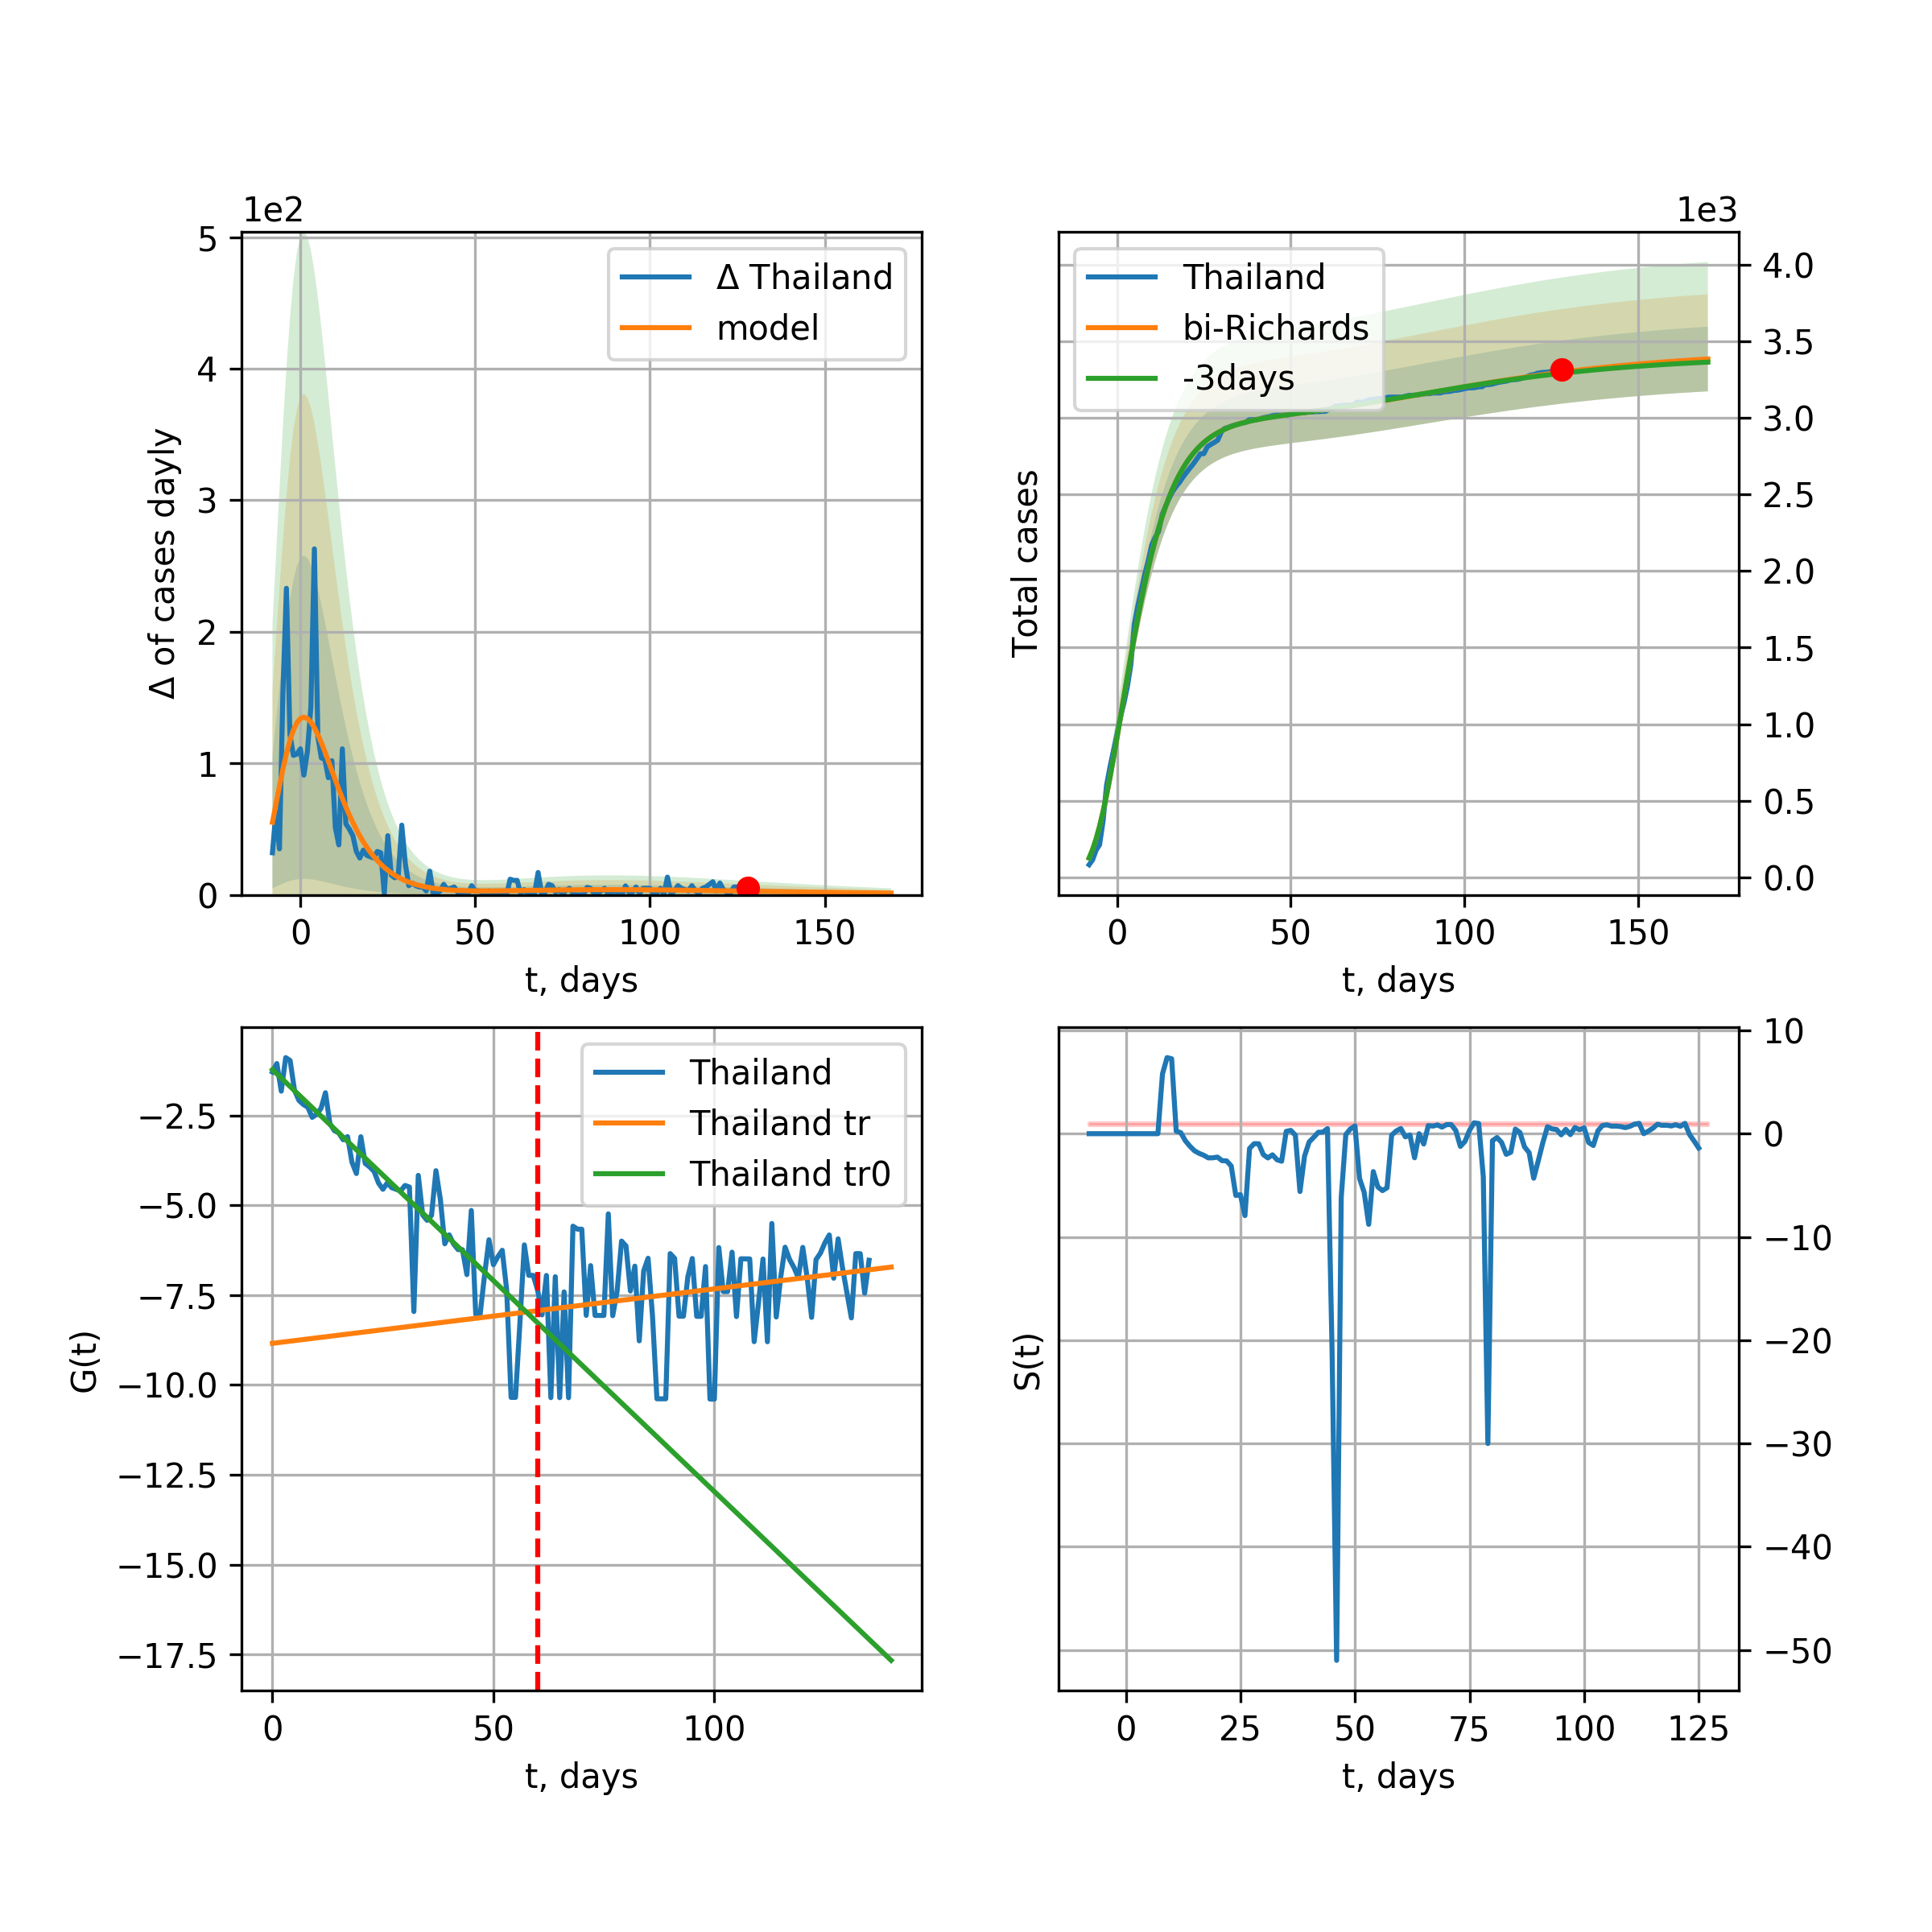 1e2
5
4
3
2
1
0
Δ of cases dayly
Δ Thailand
model
0 50 100 150
t, days
1e3
4.0
3.5
3.0
2.5
2.0
1.5
1.0
0.5
0.0
Total cases
Thailand
bi-Richards
-3days
0 50 100 150
t, days
−2.5
−5.0
−7.5
−10.0
−12.5
−15.0
−17.5
G(t)
Thailand
Thailand tr
Thailand tr0
0 50 100
t, days
10
0
−10
−20
−30
−40
−50
S(t)
0 25 50 75 100 125
t, days